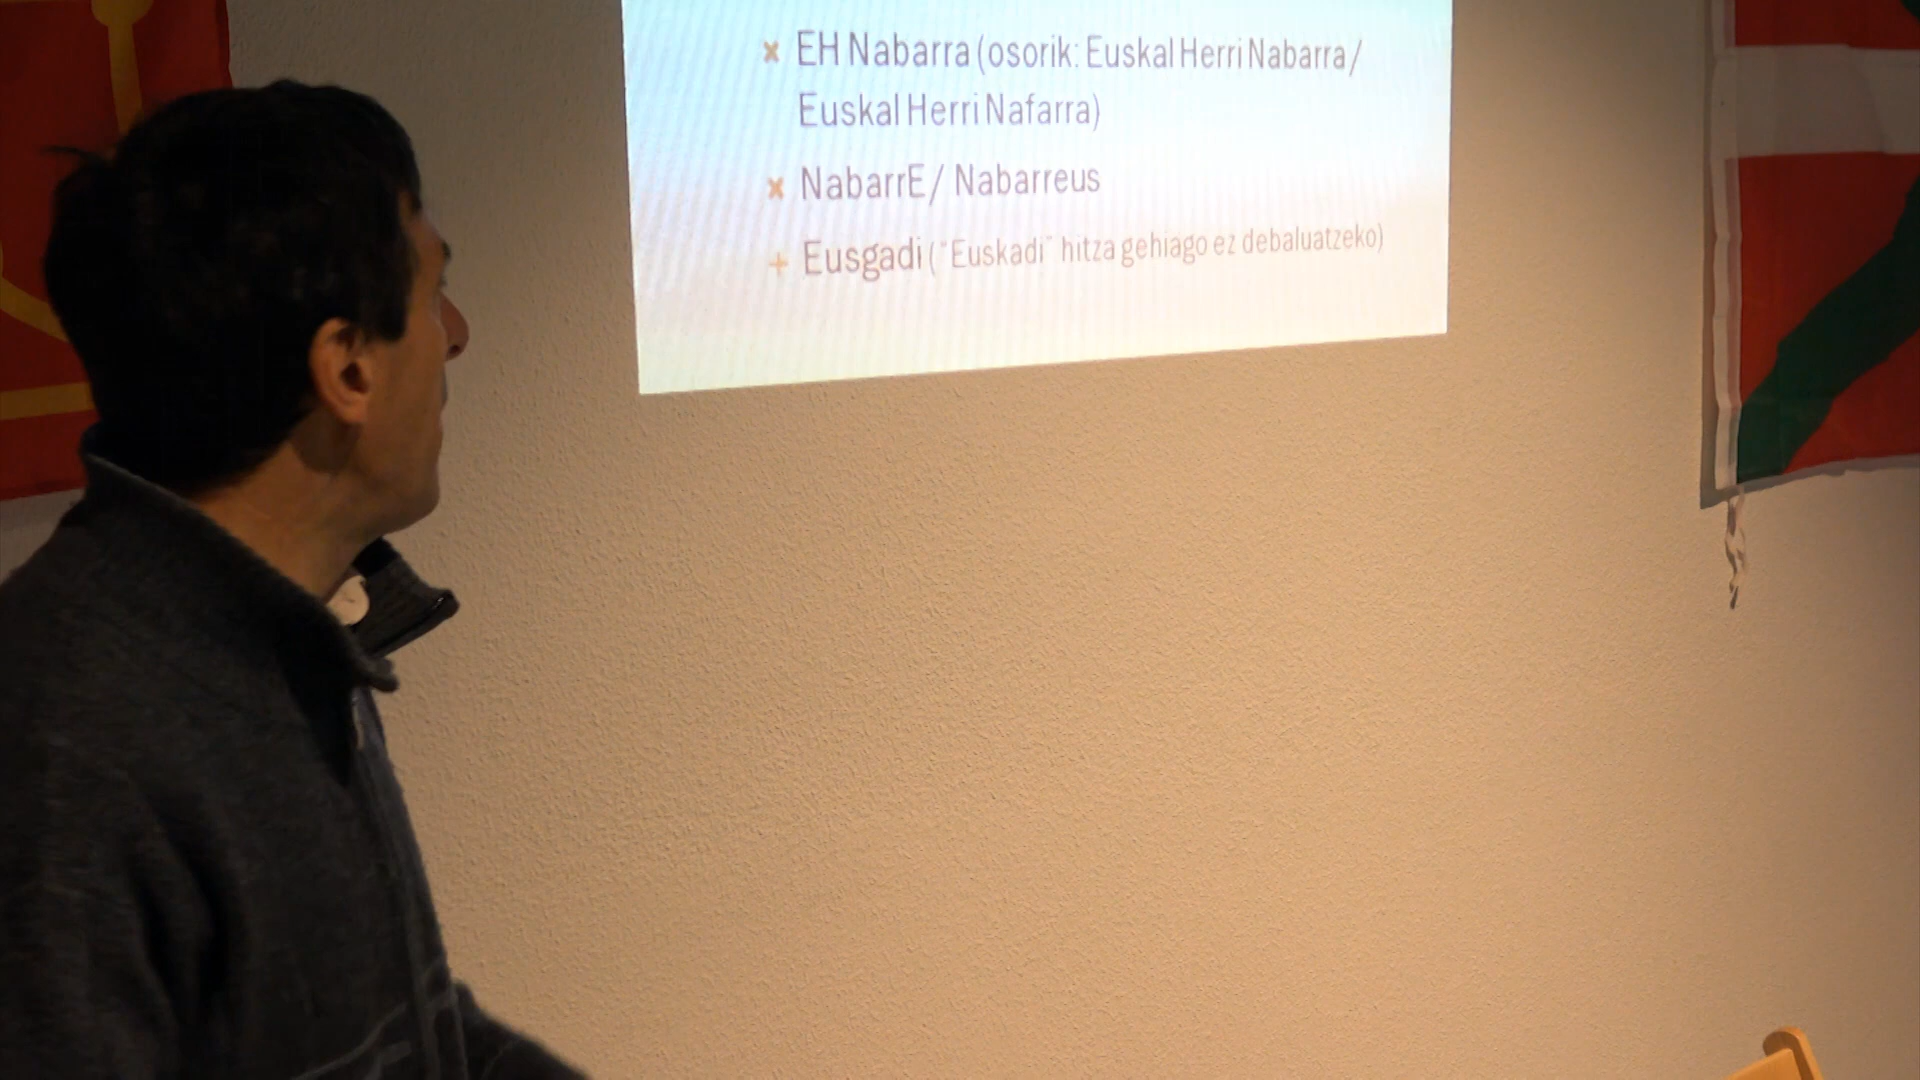 × EH Nabarra (osorik: Euskal Herri Nabarra /
Euskal Herri Nafarra)
× NabarrE / Nabarreus
+ Eusgadi ("Euskadi" hitza gehiago ez debaluatzeko)